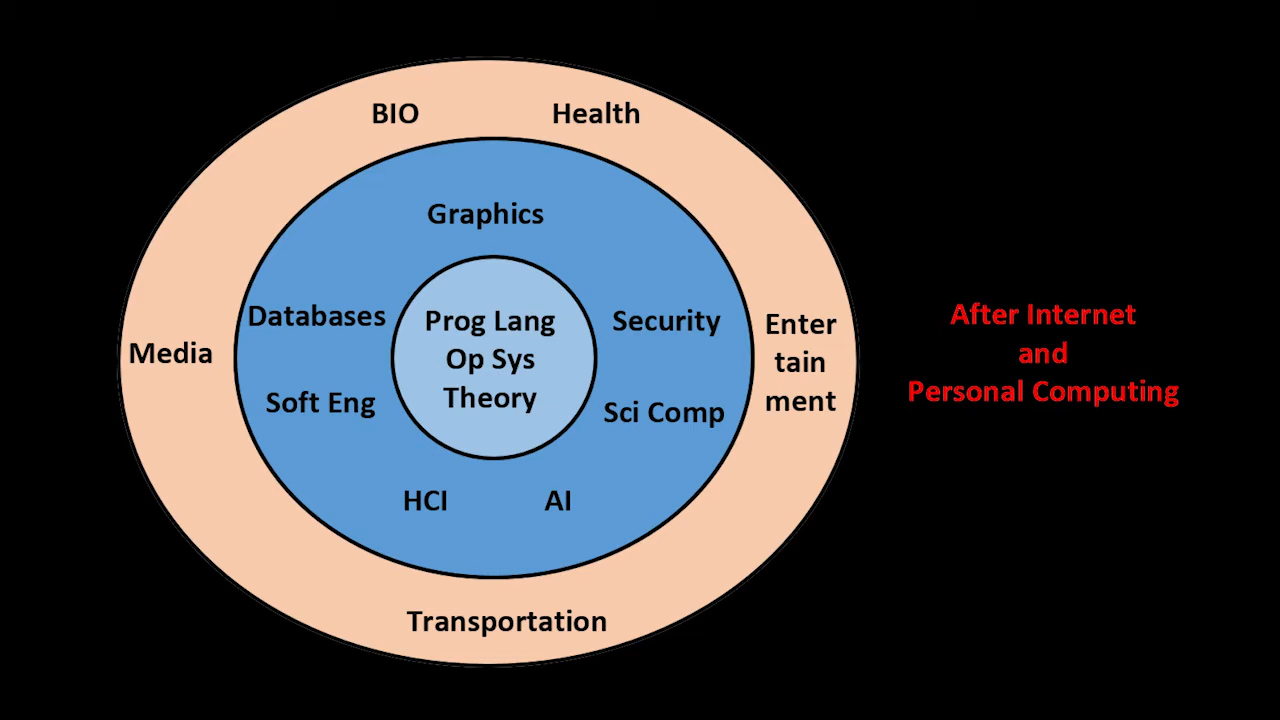 BIO
Health
Graphics
Databases
Security
Prog Lang
Op Sys
Theory
Media
Enter
tain
ment
Soft Eng
Sci Comp
HCI
AI
Transportation
After Internet
and
Personal Computing